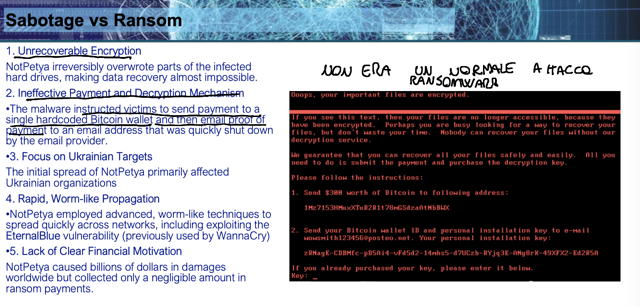 Sabotage vs Ransom
1. Unrecoverable Encryption
NotPetya irreversibly overwrote parts of the infected
hard drives, making data recovery almost impossible.
2. Ineffective Payment and Decryption Mechanism
•The malware instructed victims to send payment to a
single hardcoded Bitcoin wallet and then email proof of
payment to an email address that was quickly shut down
by the email provider.
•3. Focus on Ukrainian Targets
The initial spread of NotPetya primarily affected
Ukrainian organizations
4. Rapid, Worm-like Propagation
•NotPetya employed advanced, worm-like techniques to
spread quickly across networks, including exploiting the
EternalBlue vulnerability (previously used by WannaCry)
•5. Lack of Clear Financial Motivation
NotPetya caused billions of dollars in damages
worldwide but collected only a negligible amount in
ransom payments.
NON ERA UN NORMALE ATTACCO
RANSOMWARE
Ooops, your important files are encrypted.
If you see this text, then your files are no longer accessible, because they
have been encrypted. Perhaps you are busy looking for a way to recover your
files, but don't waste your time. Nobody can recover your files without our
decryption service.
We guarantee that you can recover all your files safely and easily. All you
need to do is submit the payment and purchase the decryption key.
Please follow the instructions:
1. Send $300 worth of Bitcoin to following address:
1Mz7153HMuxXTuR2R1t78mGSdzaAtNbBWX
2. Send your Bitcoin wallet ID and personal installation key to e-mail
wowsmith123456@posteo.net. Your personal installation key:
If you already purchased your key, please enter it below.
Key: _